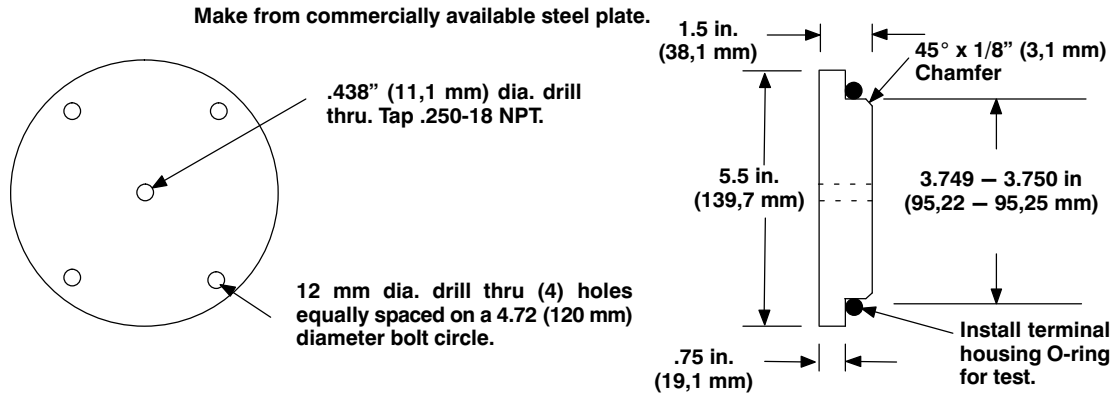 Make from commercially available steel plate.
.438” (11,1 mm) dia. drill
thru. Tap .250-18 NPT.
12 mm dia. drill thru (4) holes
equally spaced on a 4.72 (120 mm)
diameter bolt circle.
1.5 in.
(38,1 mm)
45° x 1/8” (3,1 mm)
Chamfer
5.5 in.
(139,7 mm)
3.749 – 3.750 in
(95,22 – 95,25 mm)
.75 in.
(19,1 mm)
Install terminal
housing O-ring
for test.